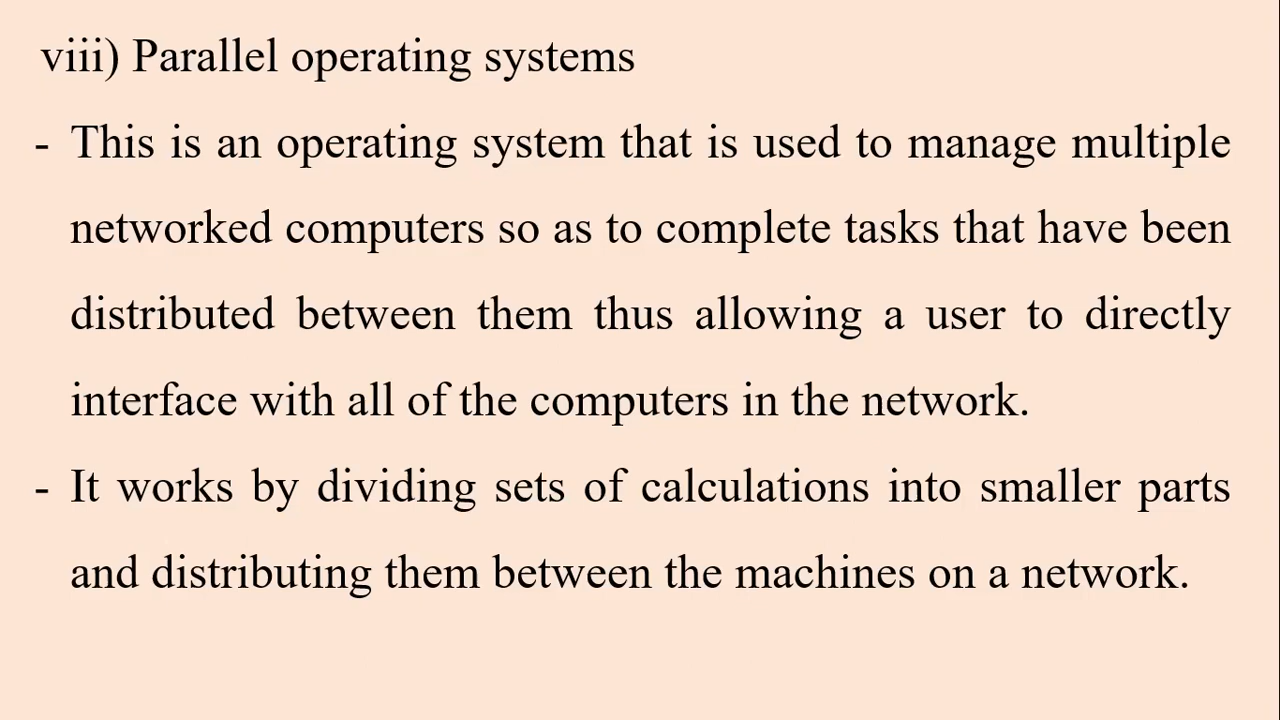 viii) Parallel operating systems
- This is an operating system that is used to manage multiple
networked computers so as to complete tasks that have been
distributed between them thus allowing a user to directly
interface with all of the computers in the network.
- It works by dividing sets of calculations into smaller parts
and distributing them between the machines on a network.